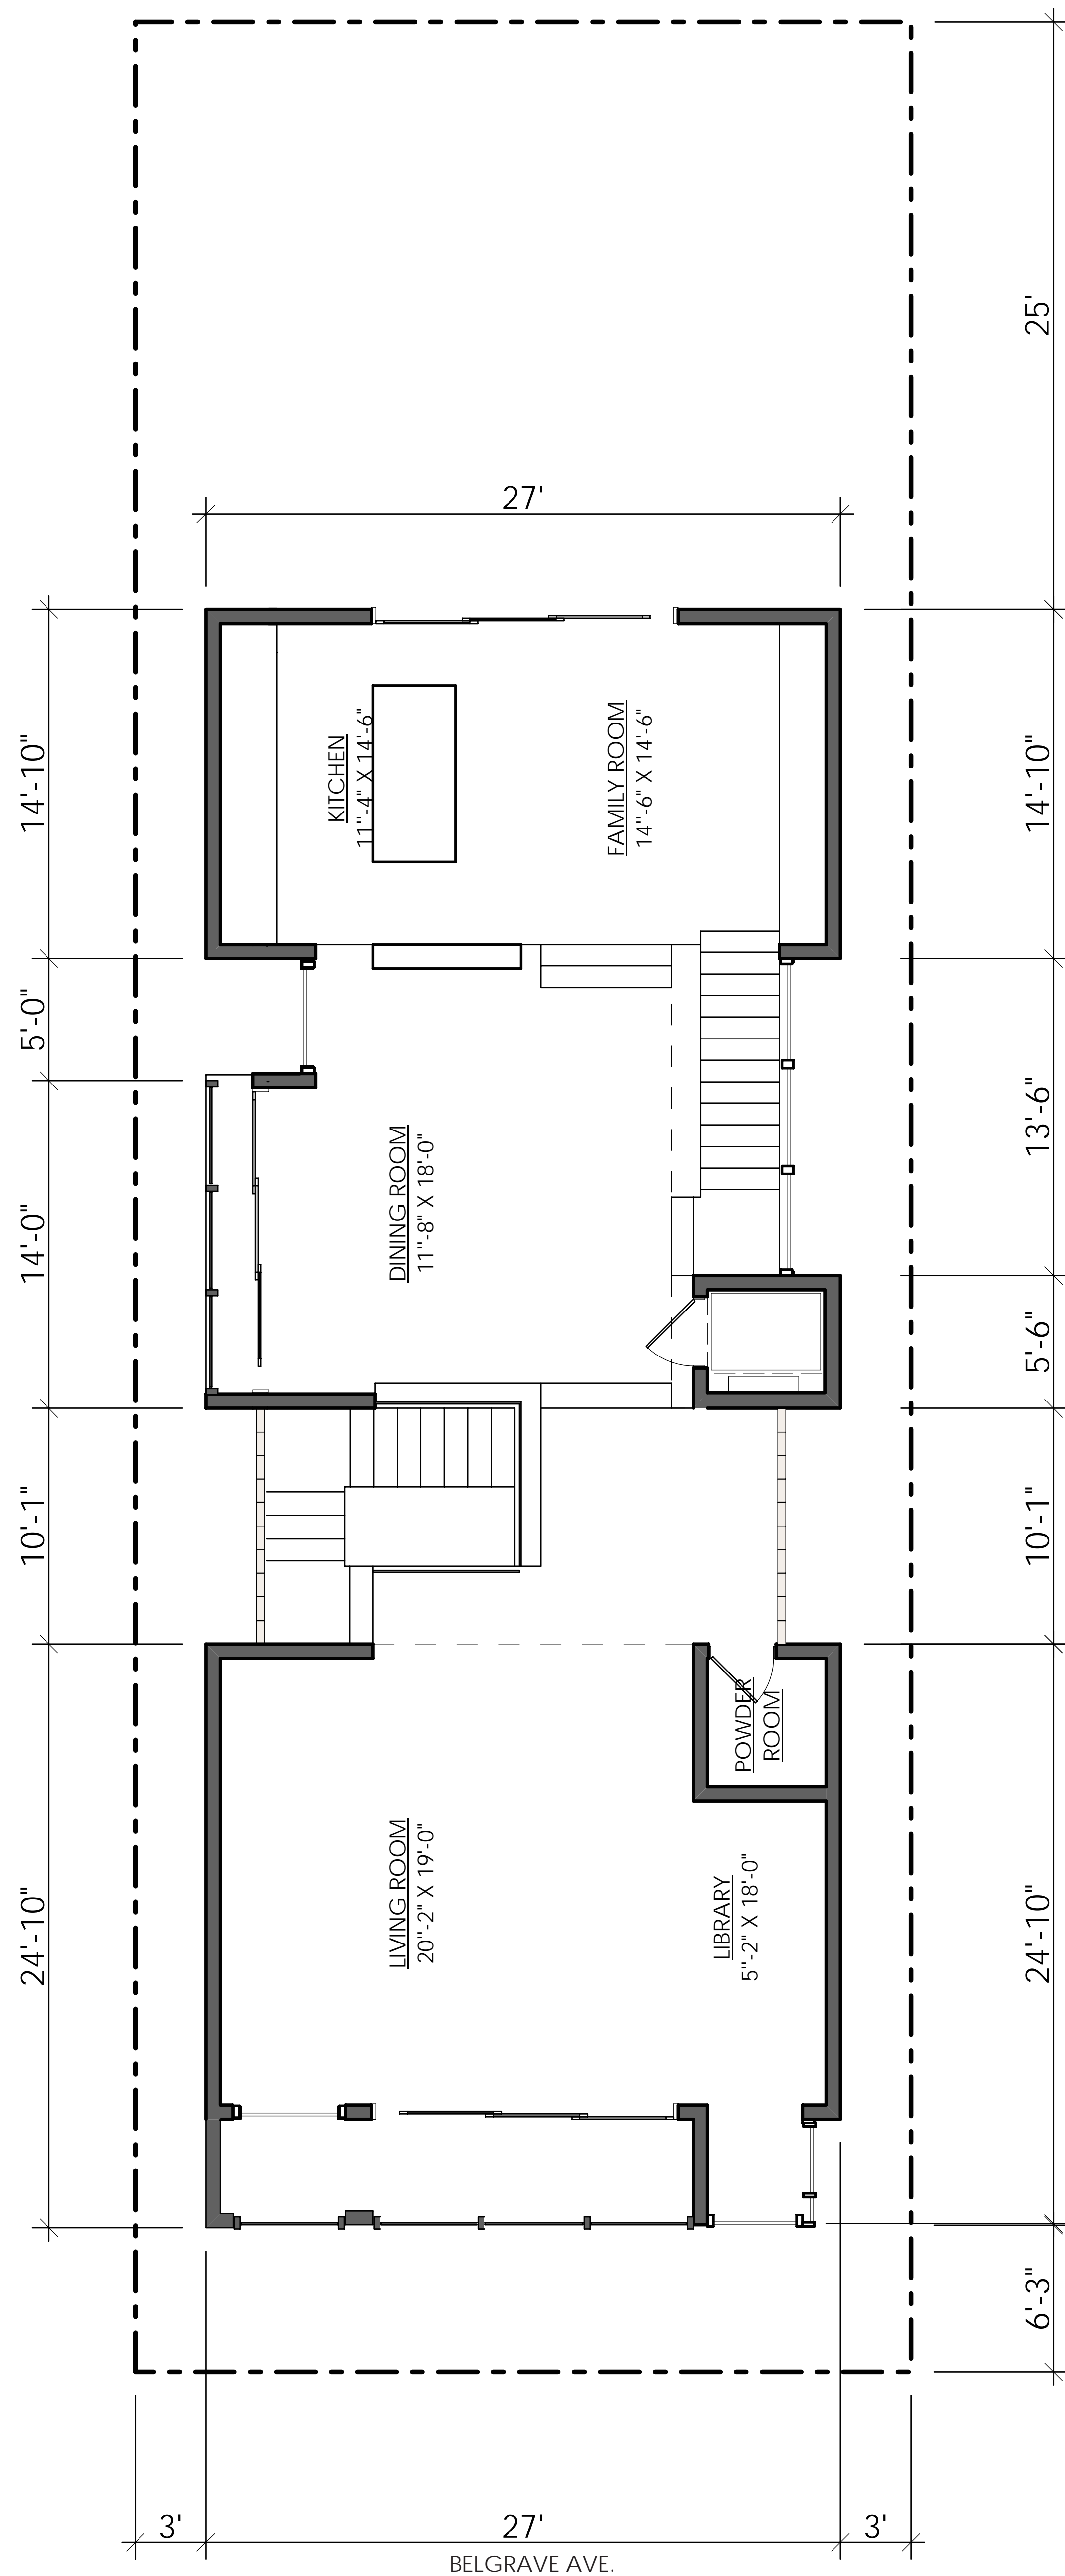 25'
27'
14'-10"
KITCHEN
11''-4" X 14'-6"
FAMILY ROOM
14''-6" X 14'-6"
14'-10"
5'-0"
13'-6"
14'-0"
DINING ROOM
11''-8" X 18'-0"
5'-6"
10'-1"
10'-1"
POWDER
ROOM
24'-10"
LIVING ROOM
20''-2" X 19'-0"
LIBRARY
5''-2" X 18'-0"
24'-10"
6'-3"
3'
27'
3'
BELGRAVE AVE.